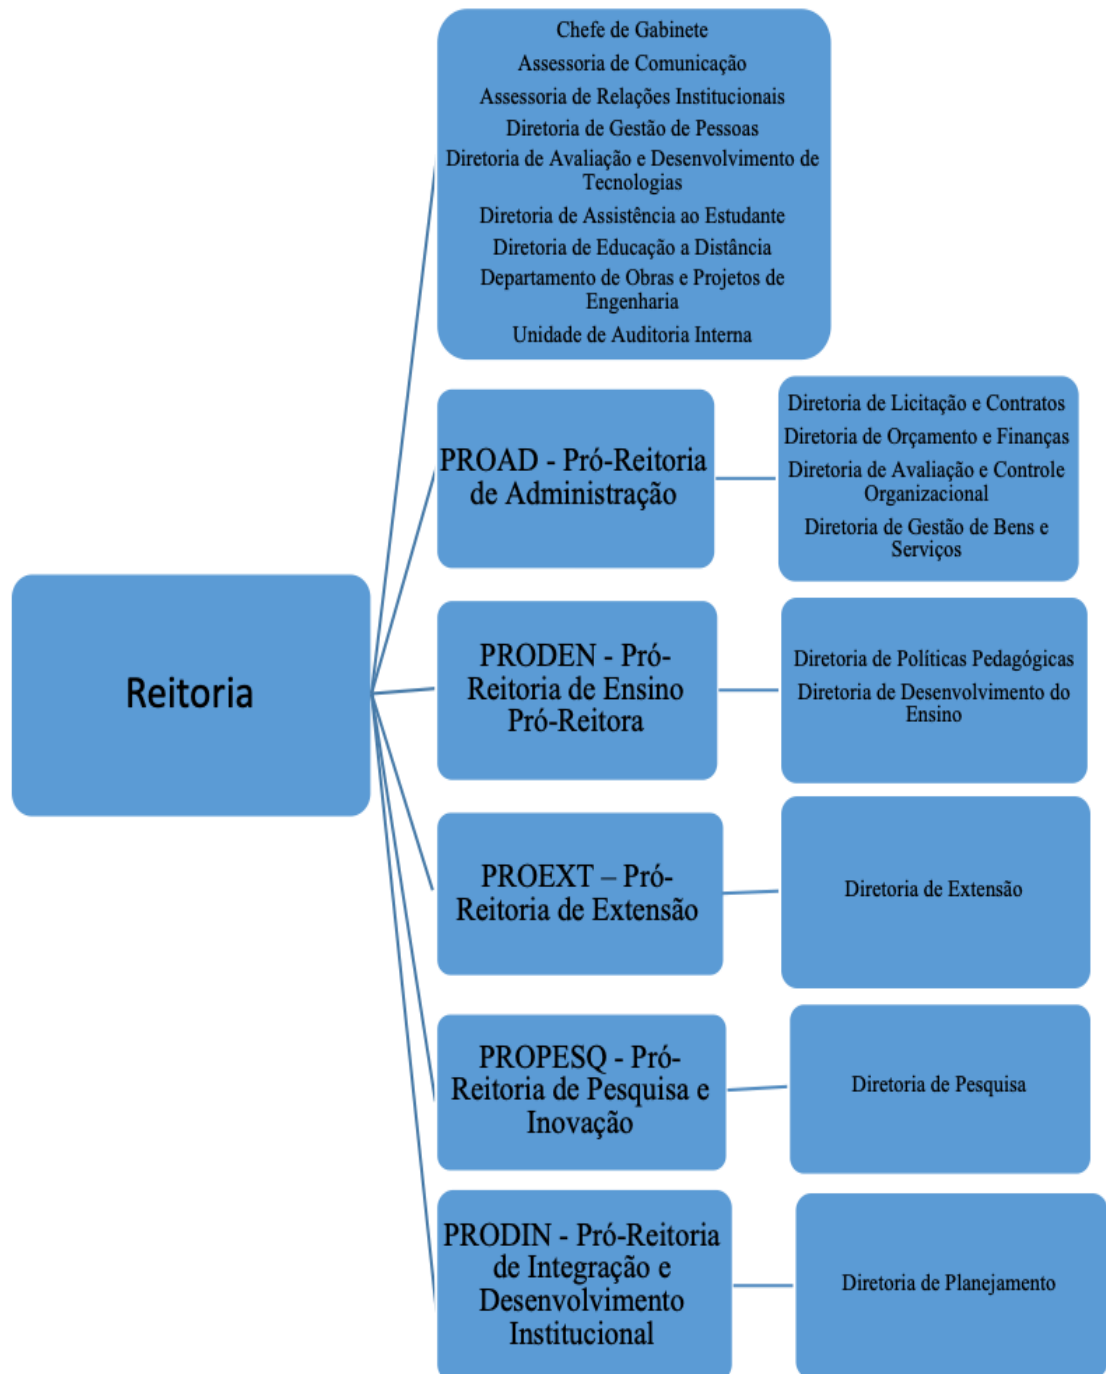 Chefe de Gabinete
Assessoria de Comunicação
Assessoria de Relações Institucionais
Diretoria de Gestão de Pessoas
Diretoria de Avaliação e Desenvolvimento de
Tecnologias
Diretoria de Assistência ao Estudante
Diretoria de Educação a Distância
Departamento de Obras e Projetos de
Engenharia
Unidade de Auditoria Interna
PROAD - Pró-Reitoria
de Administração
Diretoria de Licitação e Contratos
Diretoria de Orçamento e Finanças
Diretoria de Avaliação e Controle
Organizacional
Diretoria de Gestão de Bens e
Serviços
Reitoria
PRODEN - Pró-
Reitoria de Ensino
Pró-Reitora
Diretoria de Políticas Pedagógicas
Diretoria de Desenvolvimento do
Ensino
PROEXT – Pró-
Reitoria de Extensão
Diretoria de Extensão
PROPESQ - Pró-
Reitoria de Pesquisa e
Inovação
Diretoria de Pesquisa
PRODIN - Pró-Reitoria
de Integração e
Desenvolvimento
Institucional
Diretoria de Planejamento